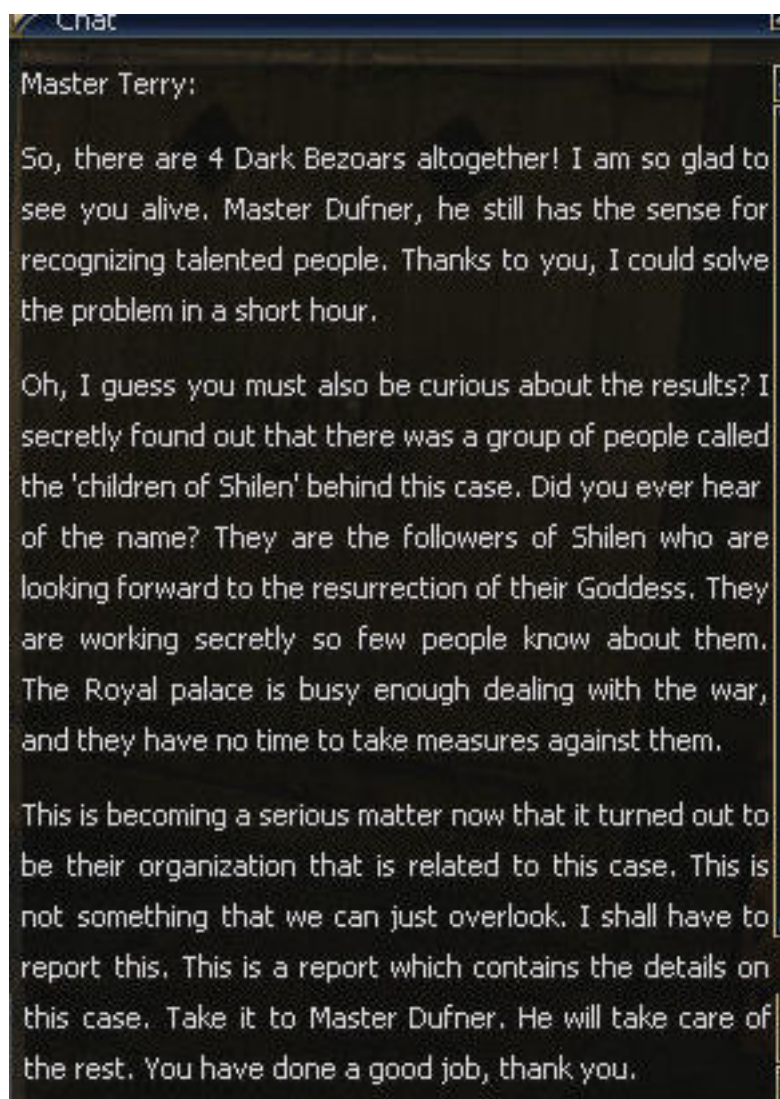 Chat
Master Terry:
So, there are 4 Dark Bezoars altogether! I am so glad to
see you alive. Master Dufner, he still has the sense for
recognizing talented people. Thanks to you, I could solve
the problem in a short hour.
Oh, I guess you must also be curious about the results? I
secretly found out that there was a group of people called
the 'children of Shilen' behind this case. Did you ever hear
of the name? They are the followers of Shilen who are
looking forward to the resurrection of their Goddess. They
are working secretly so few people know about them.
The Royal palace is busy enough dealing with the war,
and they have no time to take measures against them.
This is becoming a serious matter now that it turned out to
be their organization that is related to this case. This is
not something that we can just overlook. I shall have to
report this. This is a report which contains the details on
this case. Take it to Master Dufner. He will take care of
the rest. You have done a good job, thank you.